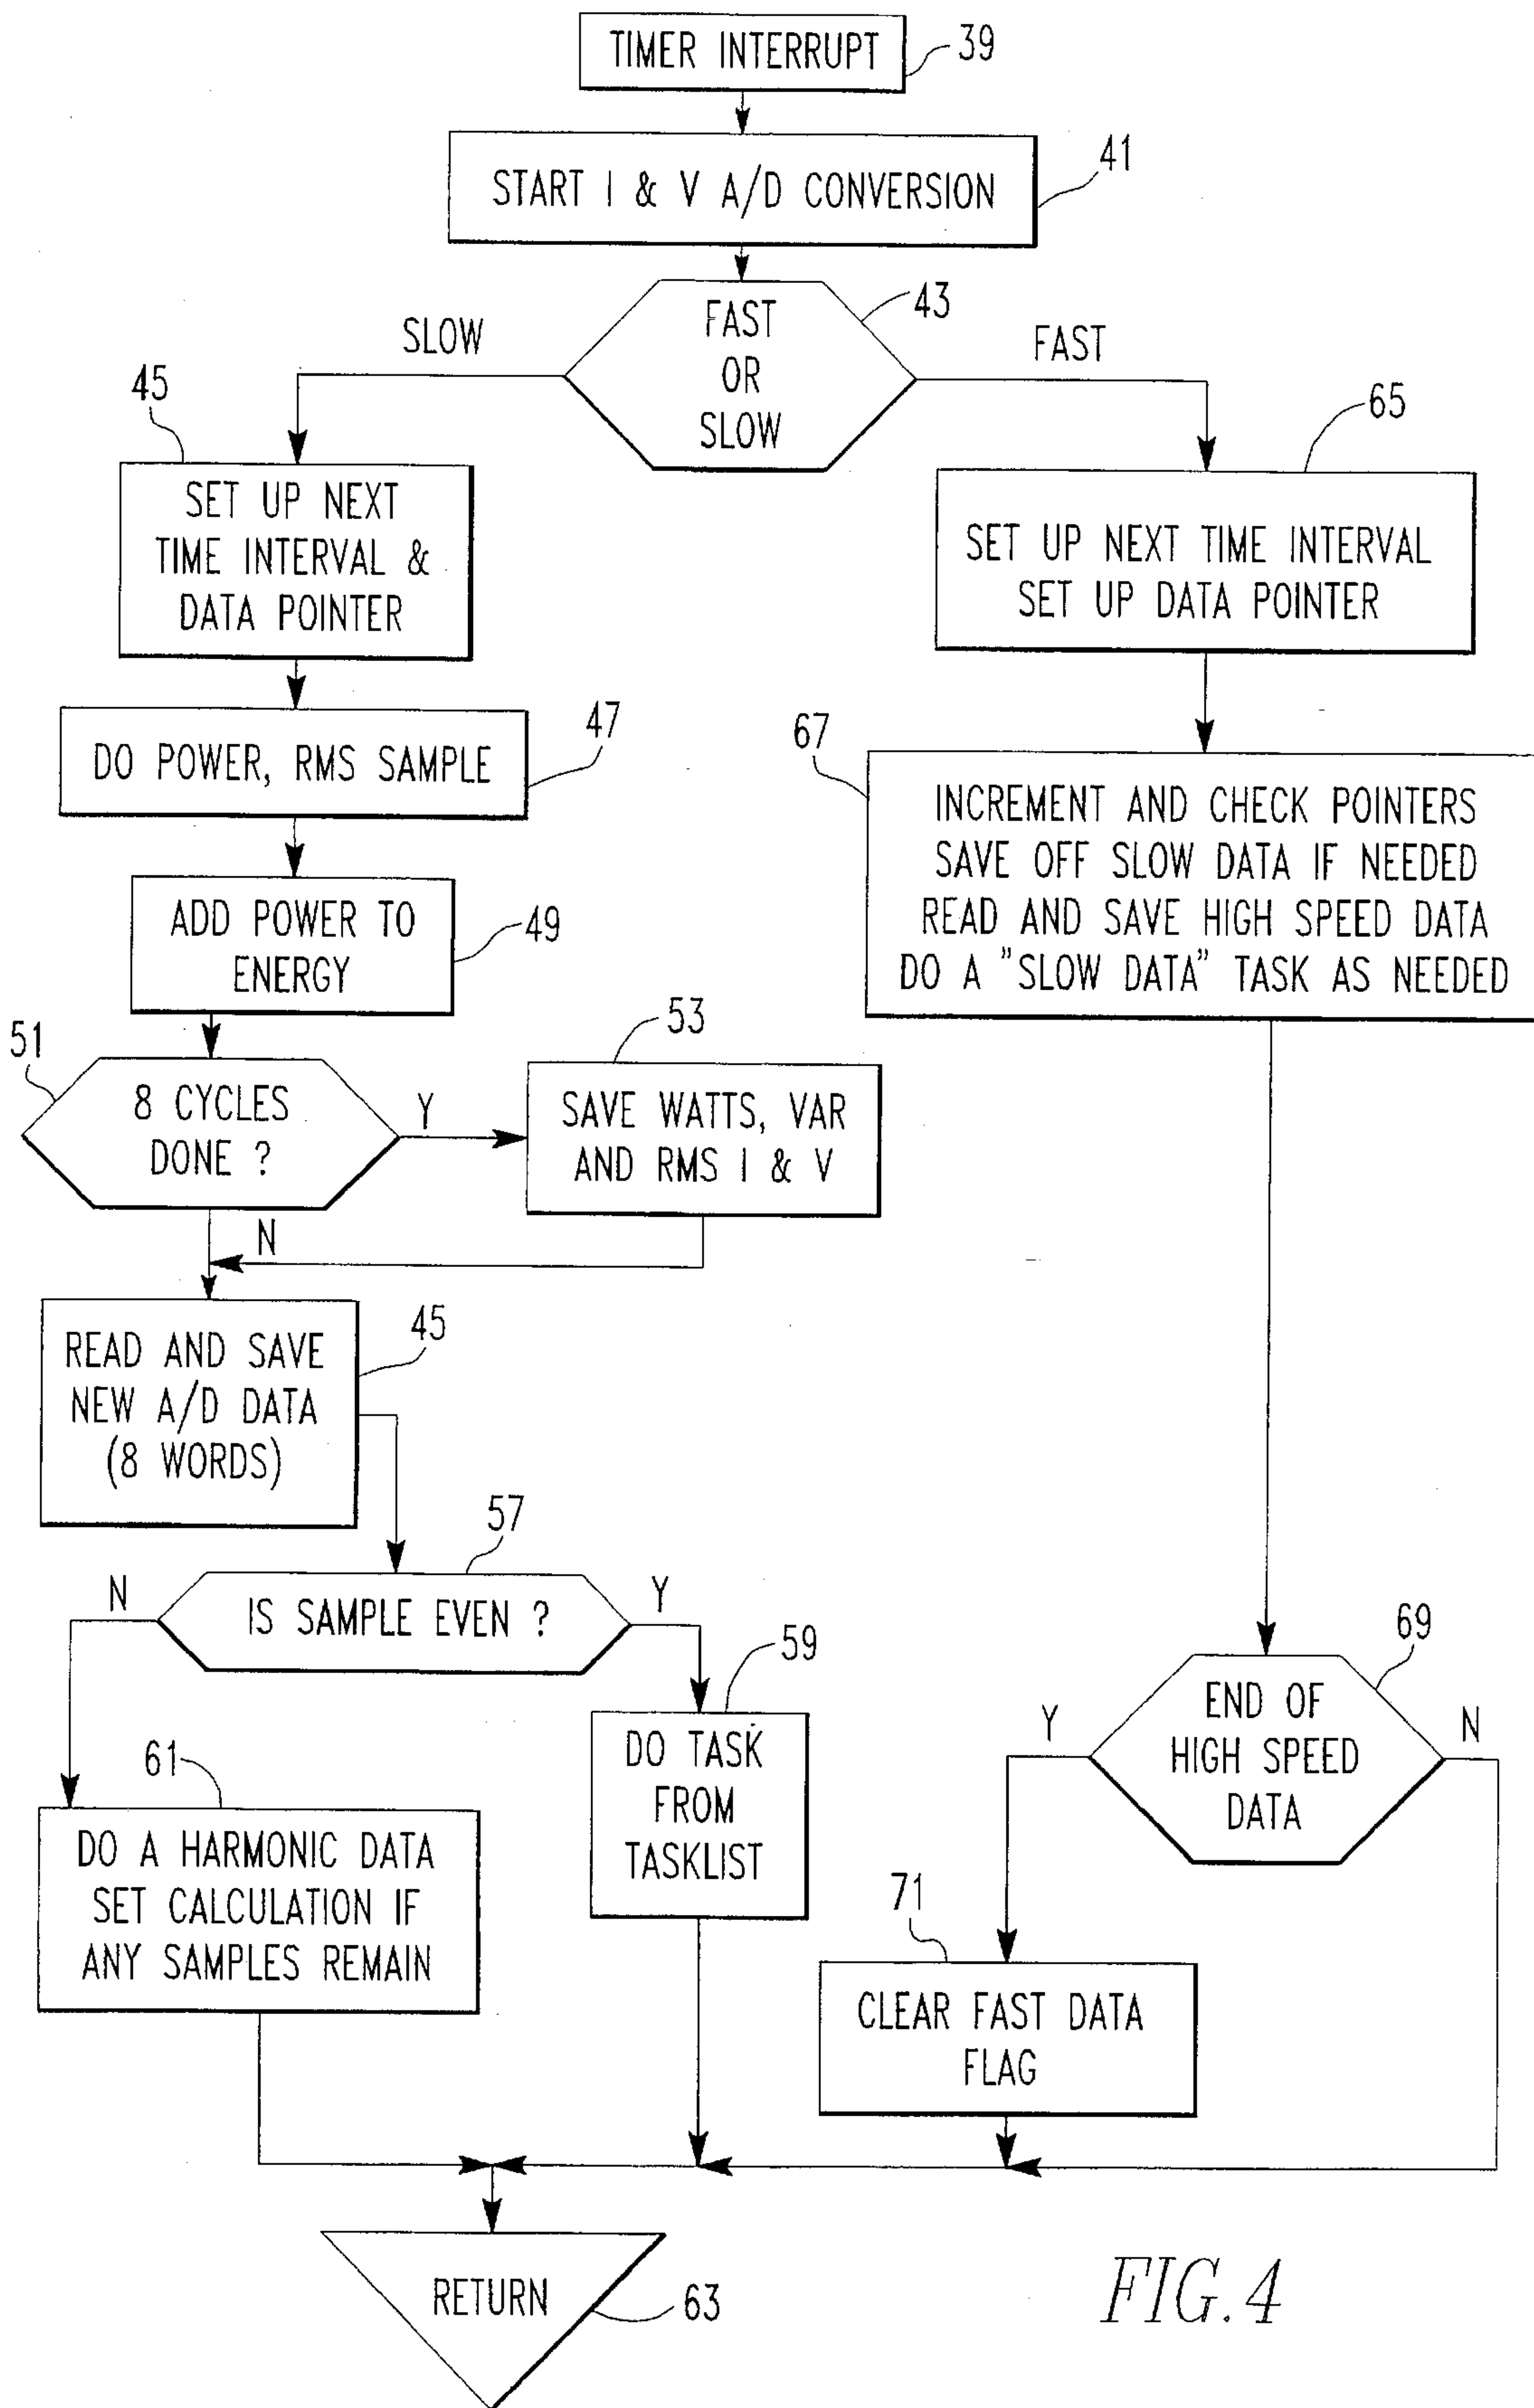 TIMER INTERRUPT
39
START I & V A/D CONVERSION
41
FAST
OR
SLOW
43
SLOW
FAST
45
SET UP NEXT
TIME INTERVAL &
DATA POINTER
65
SET UP NEXT TIME INTERVAL
SET UP DATA POINTER
47
DO POWER, RMS SAMPLE
67
INCREMENT AND CHECK POINTERS
SAVE OFF SLOW DATA IF NEEDED
READ AND SAVE HIGH SPEED DATA
DO A "SLOW DATA" TASK AS NEEDED
ADD POWER TO
ENERGY
49
51
8 CYCLES
DONE ?
Y
N
53
SAVE WATTS, VAR
AND RMS I & V
READ AND SAVE
NEW A/D DATA
(8 WORDS)
45
57
N
IS SAMPLE EVEN ?
Y
59
DO TASK
FROM
TASKLIST
61
DO A HARMONIC DATA
SET CALCULATION IF
ANY SAMPLES REMAIN
69
Y
END OF
HIGH SPEED
DATA
N
71
CLEAR FAST DATA
FLAG
RETURN
63
FIG.4